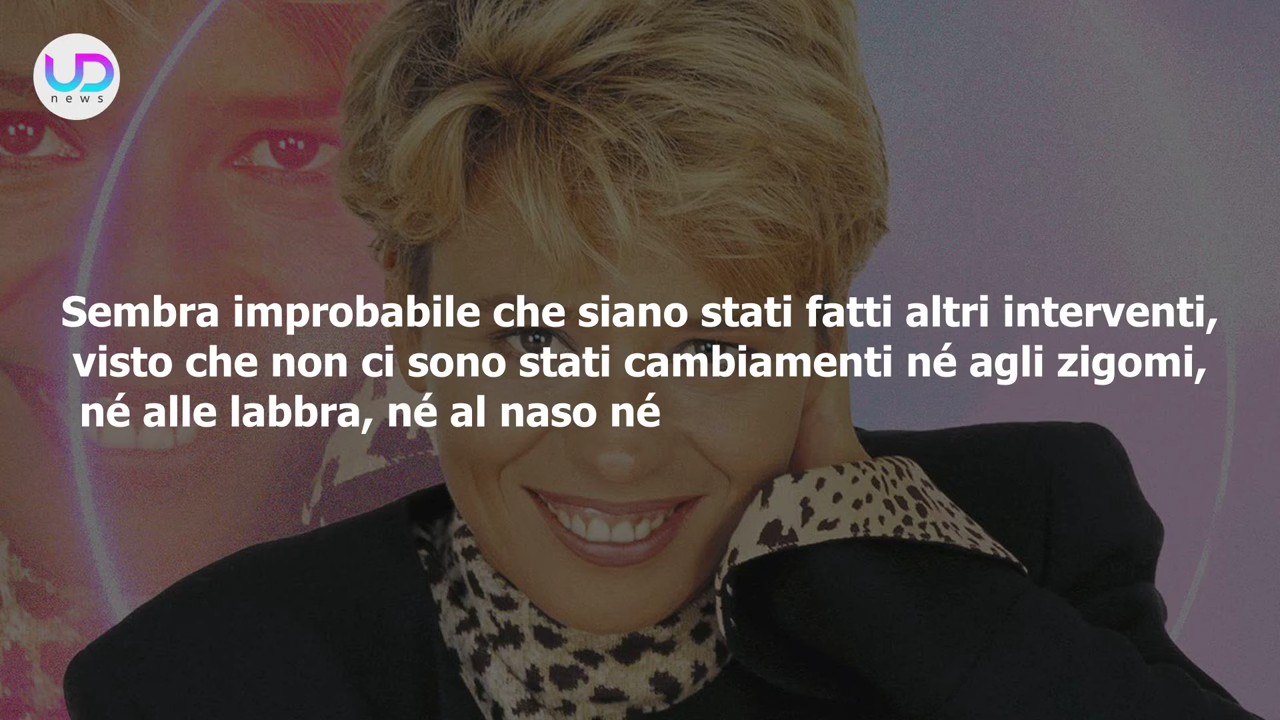 UD
news
Sembra improbabile che siano stati fatti altri interventi,
visto che non ci sono stati cambiamenti né agli zigomi,
né alle labbra, né al naso né